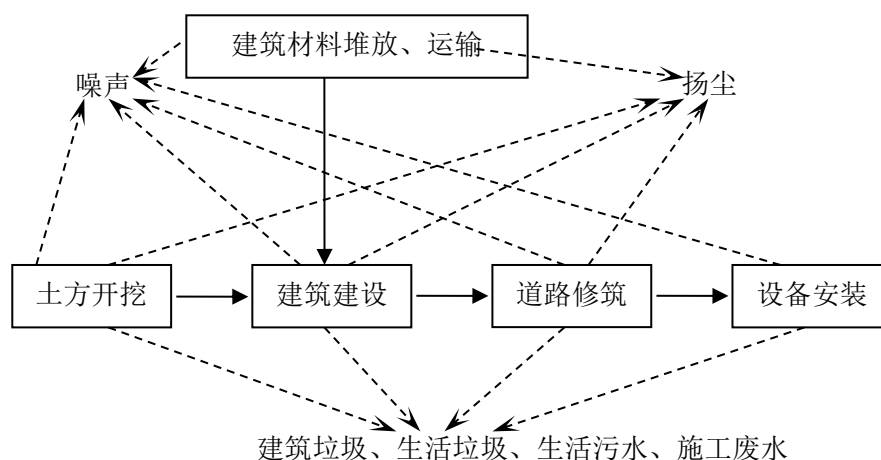 建筑材料堆放、运输
噪声
扬尘
土方开挖
建筑建设
道路修筑
设备安装
建筑垃圾、生活垃圾、生活污水、施工废水